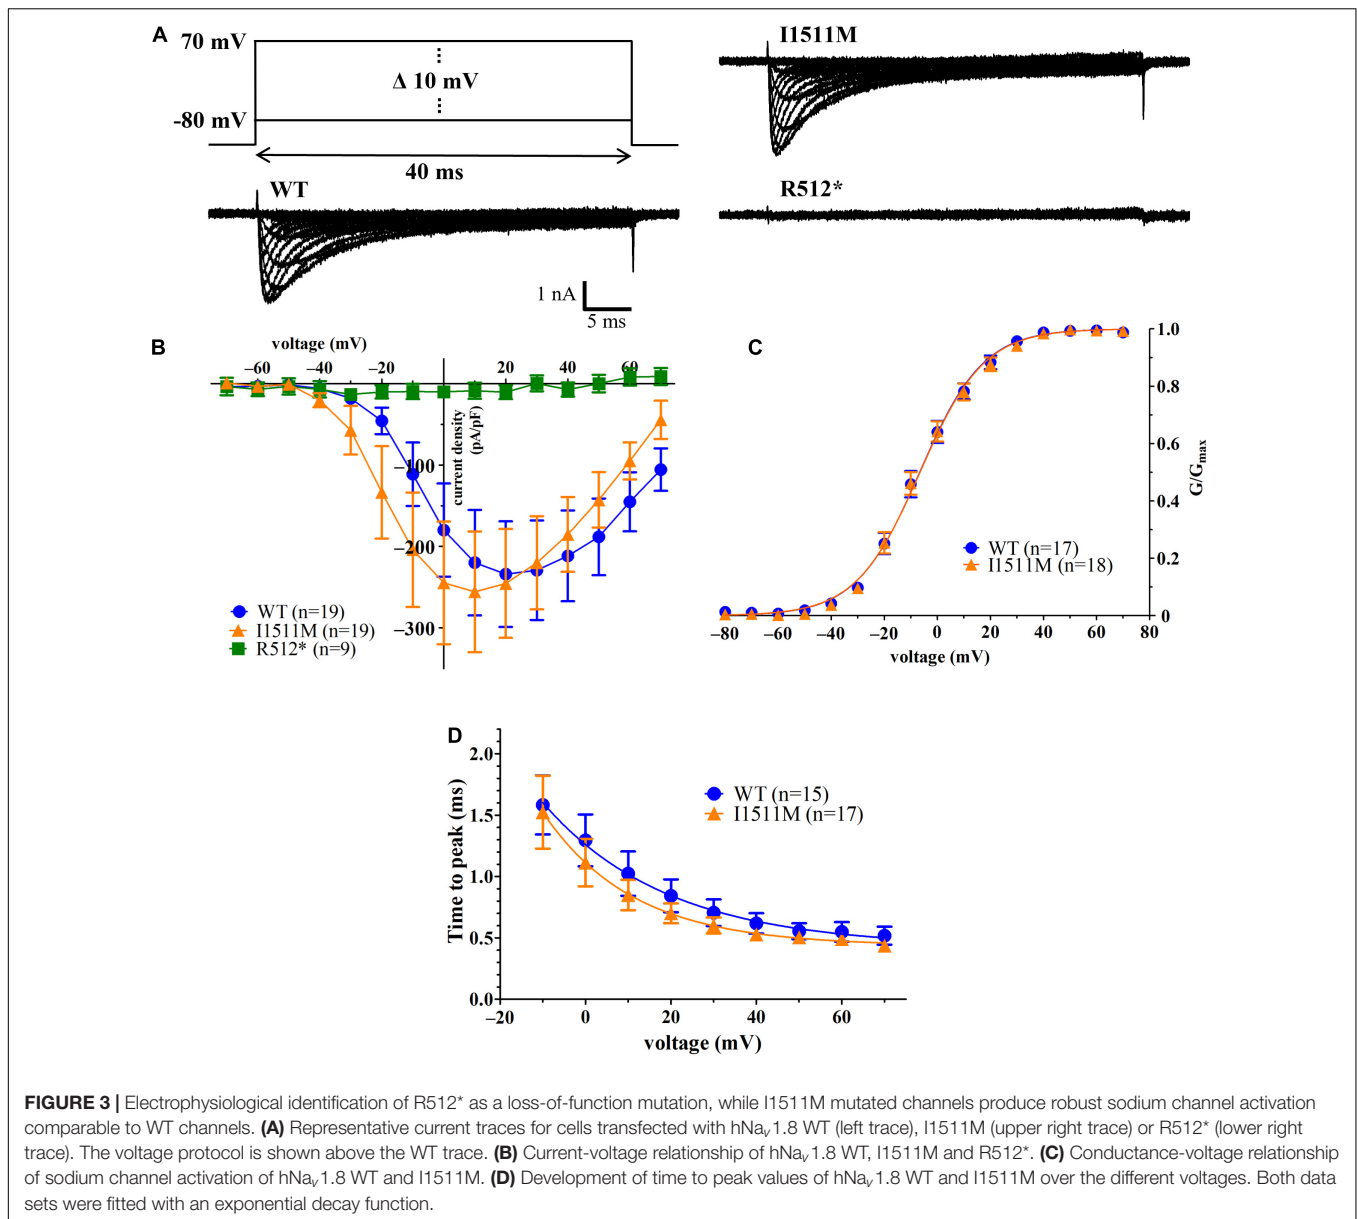 A
70 mV
Δ 10 mV
-80 mV
40 ms
I1511M
WT
R512*
1 nA
5 ms
B
voltage (mV)
−60 −40 −20 20 40 60
current density
(pA/pF)
−100
−200
−300
WT (n=19)
I1511M (n=19)
R512* (n=9)
C
1.0
0.8
0.6
0.4
0.2
0
G/Gmax
WT (n=17)
I1511M (n=18)
−80 −60 −40 −20 0 20 40 60 80
voltage (mV)
D
2.0
1.5
1.0
0.5
0.0
Time to peak (ms)
WT (n=15)
I1511M (n=17)
−20 0 20 40 60
voltage (mV)
FIGURE 3 | Electrophysiological identification of R512* as a loss-of-function mutation, while I1511M mutated channels produce robust sodium channel activation
comparable to WT channels. (A) Representative current traces for cells transfected with hNav1.8 WT (left trace), I1511M (upper right trace) or R512* (lower right
trace). The voltage protocol is shown above the WT trace. (B) Current-voltage relationship of hNav1.8 WT, I1511M and R512*. (C) Conductance-voltage relationship
of sodium channel activation of hNav1.8 WT and I1511M. (D) Development of time to peak values of hNav1.8 WT and I1511M over the different voltages. Both data
sets were fitted with an exponential decay function.